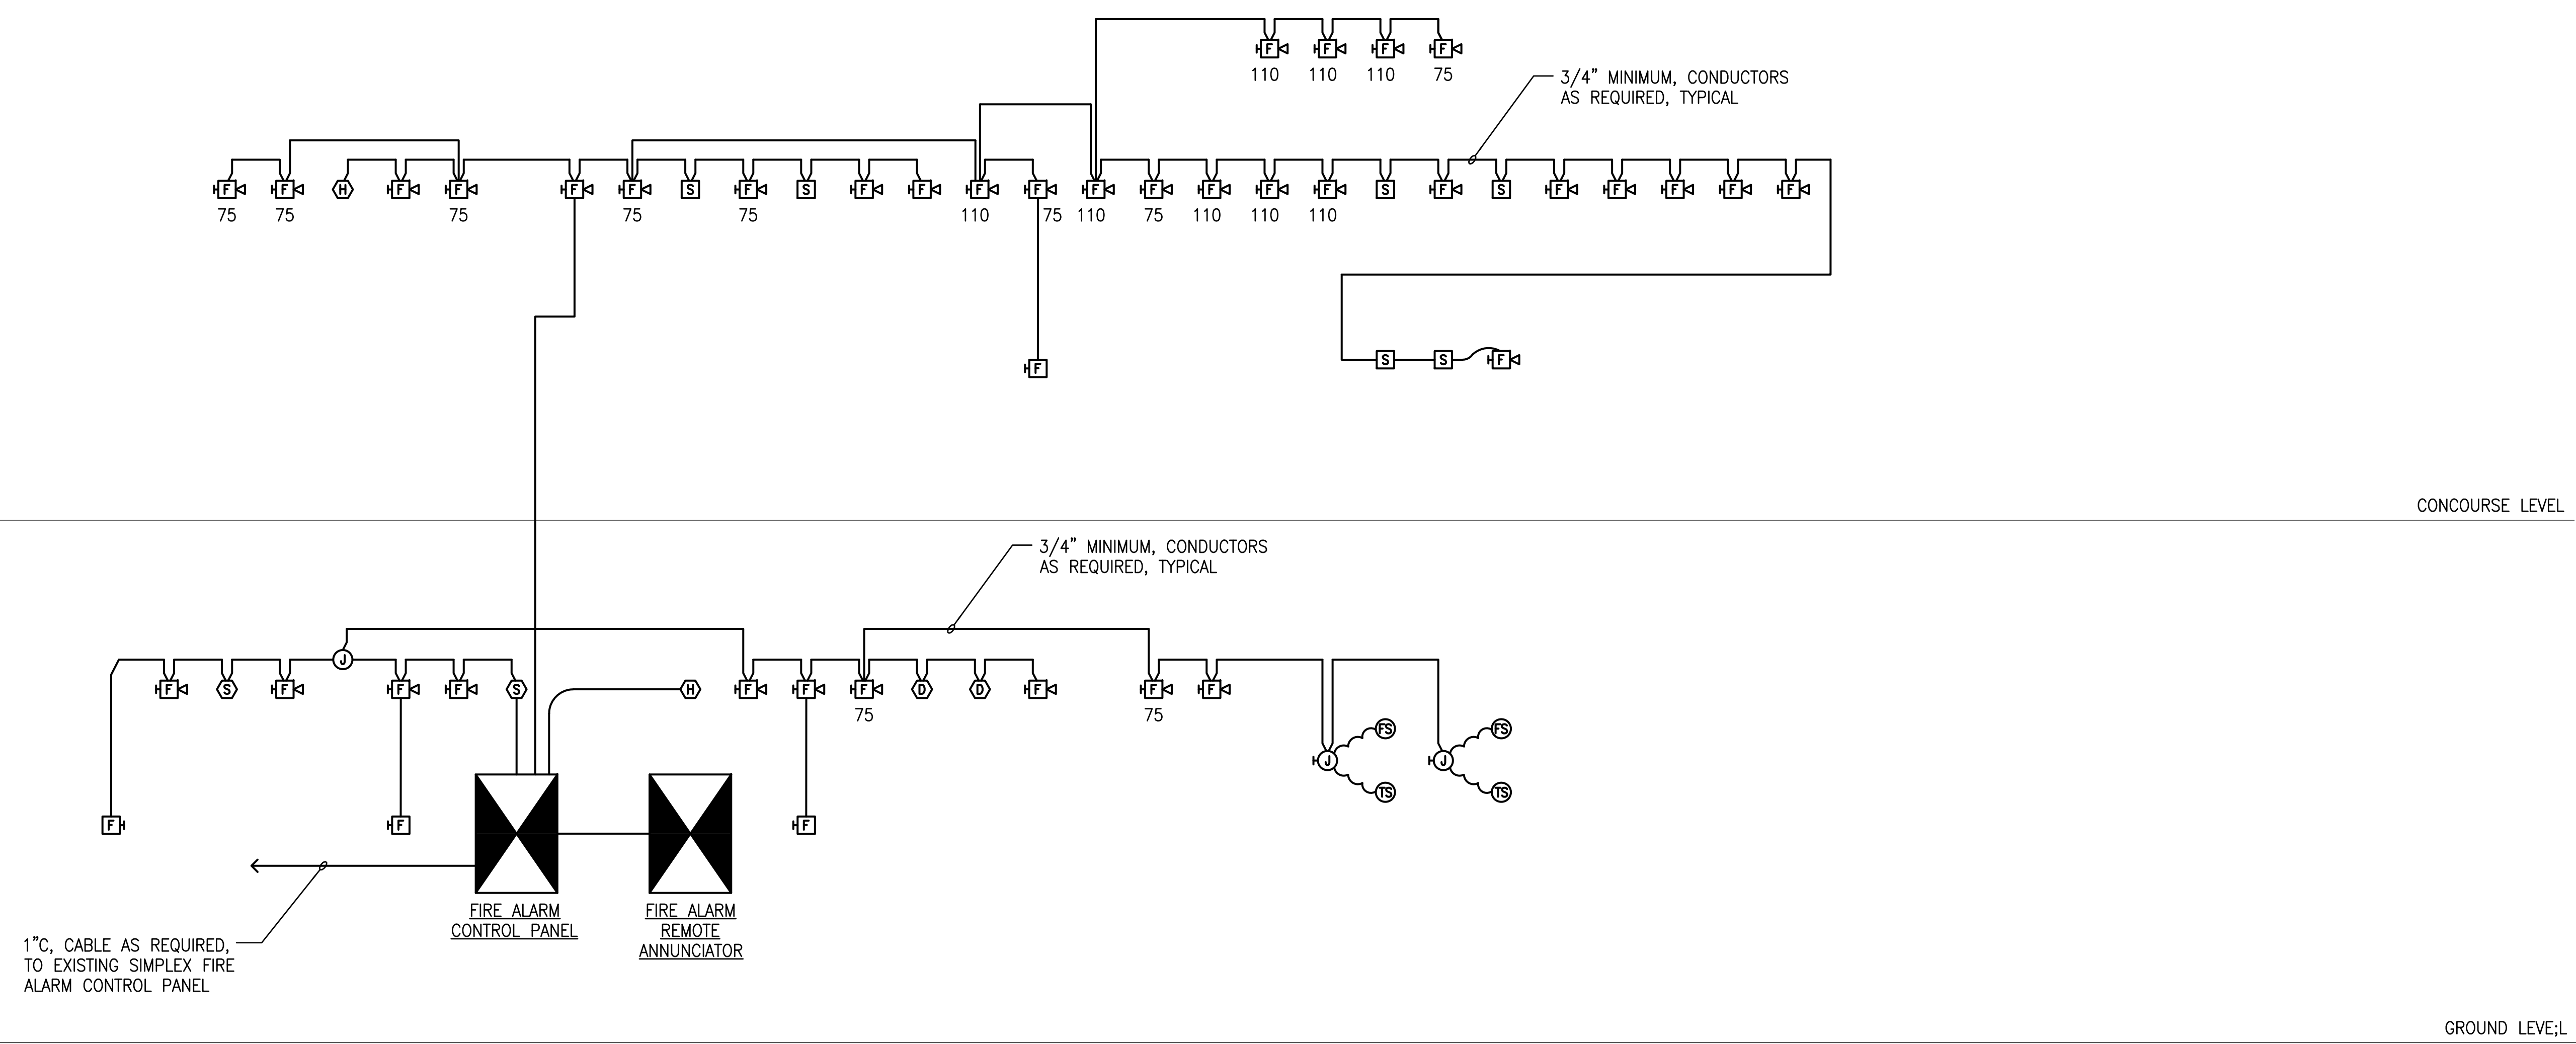 F F F F
110 110 110 75
3/4" MINIMUM, CONDUCTORS
AS REQUIRED, TYPICAL
F F H F F F F S F S F F F F F F F F F S F S F F F F F
75 75 75 75 75 110 75 110 75 110 110 110
S S F
F
CONCOURSE LEVEL
3/4" MINIMUM, CONDUCTORS
AS REQUIRED, TYPICAL
J
F S F F F S H F F F D D F F F
75 75
FS FS
J J
TS TS
F F F
FIRE ALARM
CONTROL PANEL
FIRE ALARM
REMOTE
ANNUNCIATOR
1"C, CABLE AS REQUIRED,
TO EXISTING SIMPLEX FIRE
ALARM CONTROL PANEL
GROUND LEVE;L